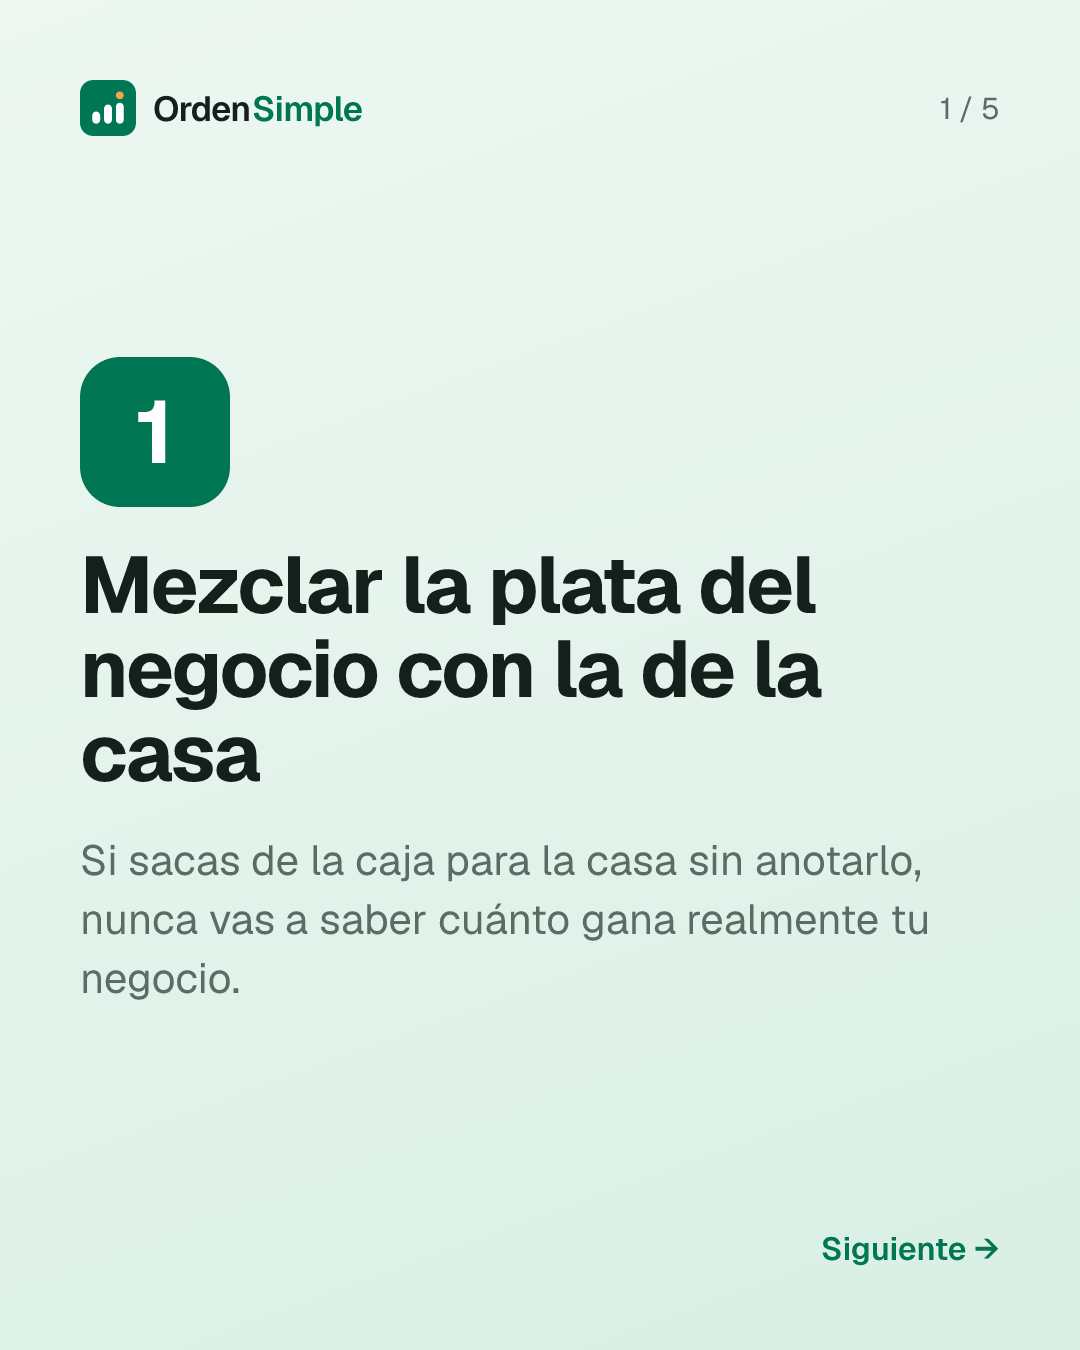 OrdenSimple
1 / 5
1
Mezclar la plata del
negocio con la de la
casa
Si sacas de la caja para la casa sin anotarlo,
nunca vas a saber cuánto gana realmente tu
negocio.
Siguiente →